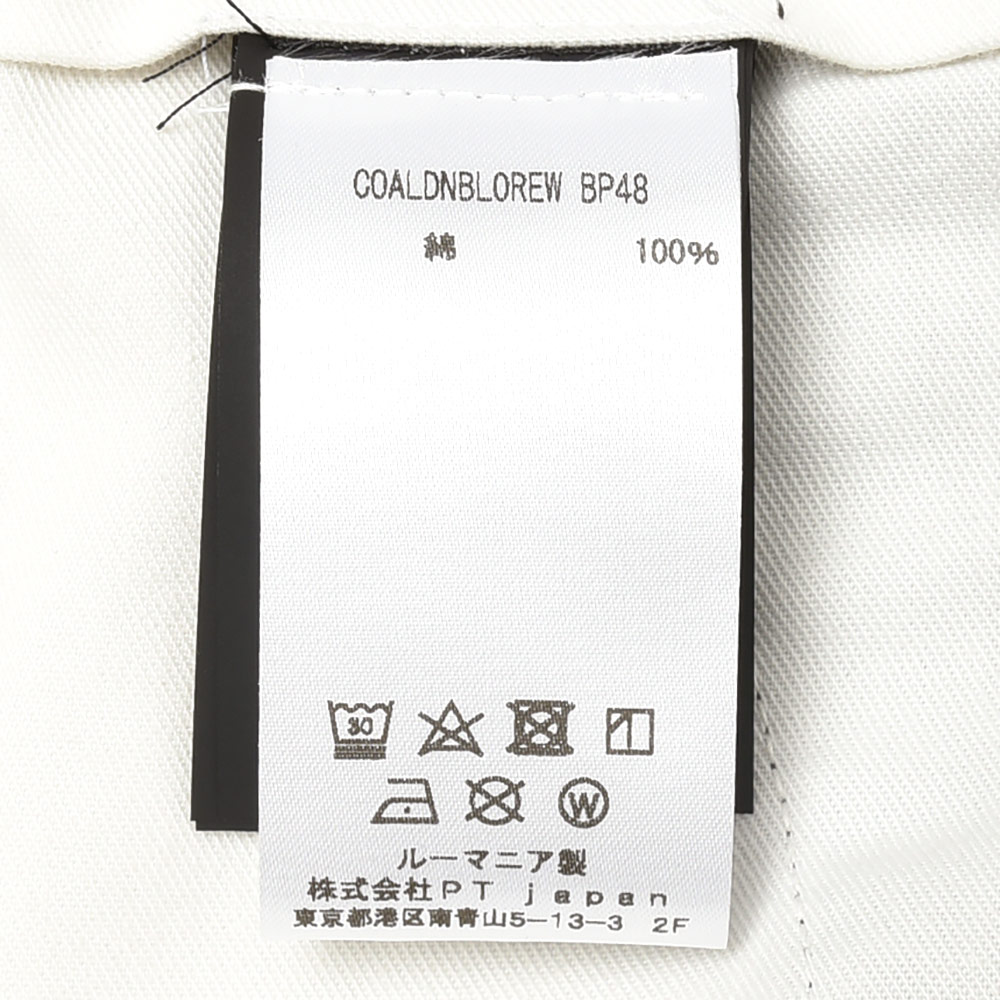 COALDNBLOREW BP48
綿 100%
30
W
ルーマニア製
株式会社PT japan
東京都港区南青山5-13-3 2F